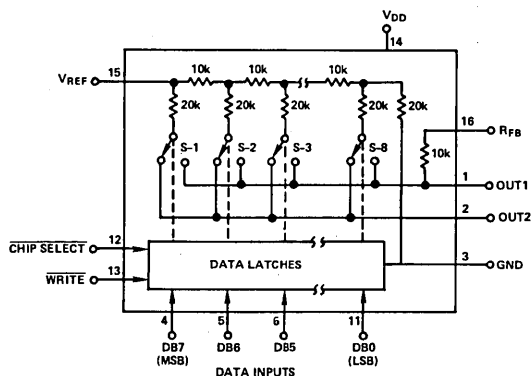 VDD
14
10k 10k 10k
VREF 15
20k 20k 20k 20k 20k
16 RFB
S-1 S-2 S-3 S-8
10k
1 OUT1
2 OUT2
CHIP SELECT 12
DATA LATCHES
3 GND
WRITE 13
4 5 6 11
DB7 DB6 DB5 DB0
(MSB) (LSB)
DATA INPUTS